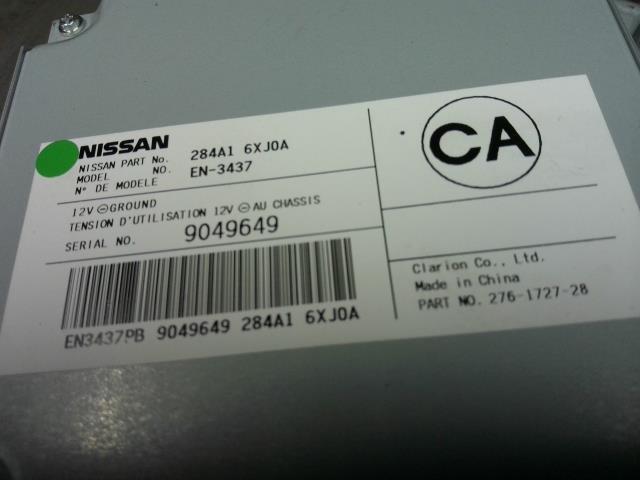 NISSAN
NISSAN PART No. 284A1 6XJ0A
MODEL NO. EN-3437
N° DE MODELE
12V ⊖ GROUND
TENSION D'UTILISATION 12V ⊖ AU CHASSIS
SERIAL NO. 9049649
EN3437PB 9049649 284A1 6XJ0A
CA
Clarion Co., Ltd.
Made in China
PART NO. 276-1727-28